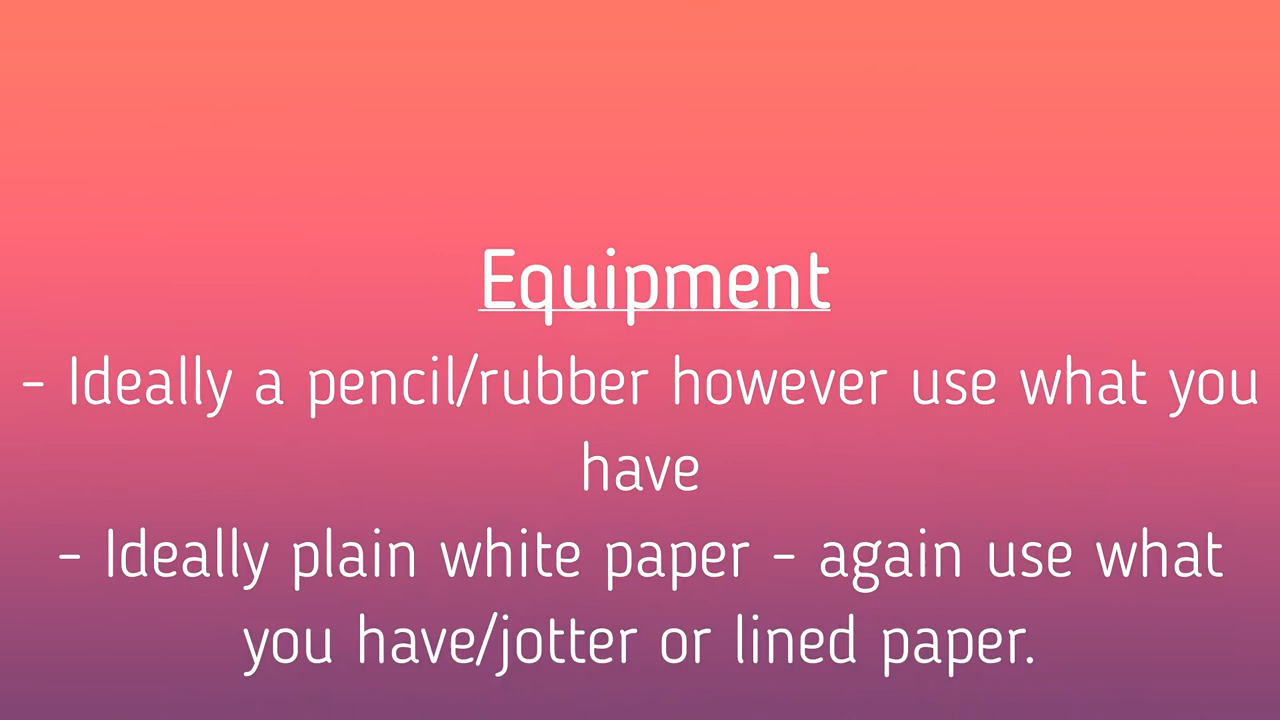 Equipment
- Ideally a pencil/rubber however use what you
have
- Ideally plain white paper - again use what
you have/jotter or lined paper.